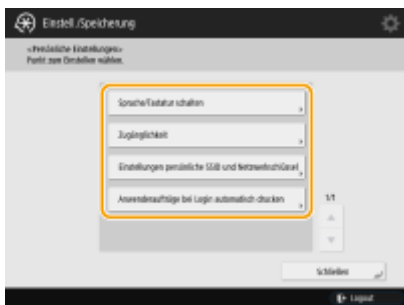 Einstell./Speicherung
<Persönliche Einstellungen>
Punkt zum Einstellen wählen.
Sprache/Tastatur schalten
Zugänglichkeit
Einstellungen persönliche SSID und Netzwerkschlüssel
Anwenderaufträge bei Login automatisch drucken
1/1
Schließen
Logout